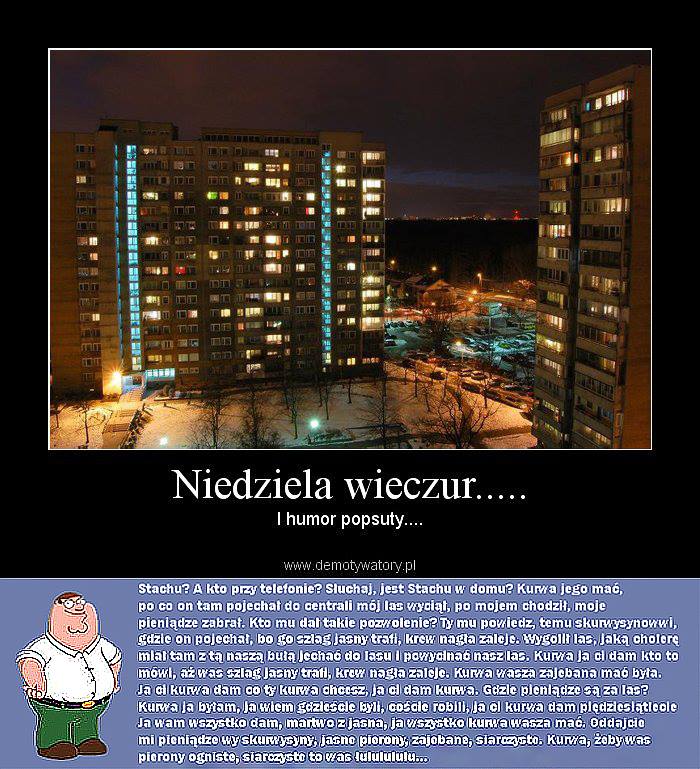 Niedziela wieczur.....
I humor popsuty....
www.demotywatory.pl
Stachu? A kto przy telefonie? Słuchaj, jest Stachu w domu? Kurwa jego mać,
po co on tam pojechał do centrali mój las wyciął, po mojem chodził, moje
pieniądze zabrał. Kto mu dał takie pozwolenie? Ty mu powiedz, temu skurwysynowwi,
gdzie on pojechał, bo go szlag jasny trafi, krew nagła zaleje. Wygolił las, jaką cholerę
miał tam z tą naszą bułą jechać do lasu i powycinać nasz las. Kurwa ja ci dam kto to
mówi, aż was szlag jasny trafi, krew nagła zaleje. Kurwa wasza zajebana mać była.
Ja ci kurwa dam co ty kurwa chcesz, ja ci dam kurwa. Gdzie pieniądze są za las?
Kurwa ja byłam, ja wiem gdzieście byli, coście robili, ja ci kurwa dam piędziesiątiecie
Ja wam wszystko dam, martwo z jasna, ja wszystko kurwa wasza mać. Oddajcie
mi pieniądze wy skurwysyny, jasne pierony, zajebane, siarczyste. Kurwa, żeby was
pierony ogniste, siarczyste to was lulululululu...